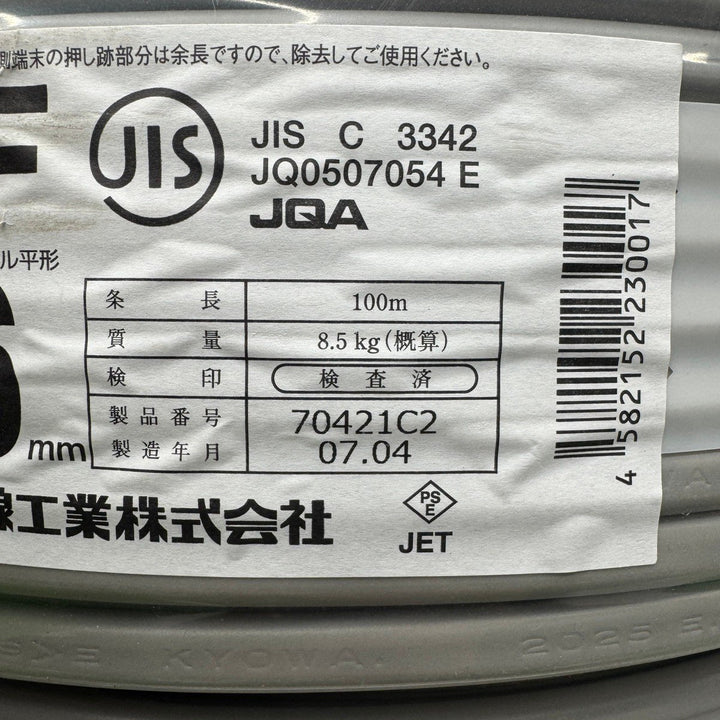 端末の押し跡部分は余長ですので、除去してご使用ください。
JIS
JIS C 3342
JQ0507054 E
JQA
ル平形
条 長 100m
質 量 8.5 kg (概算)
検 印 検 査 済
製品番号 70421C2
製造年月 07.04
mm
線工業株式会社
PS
E
JET
4582152230017
KYOWA. 2025